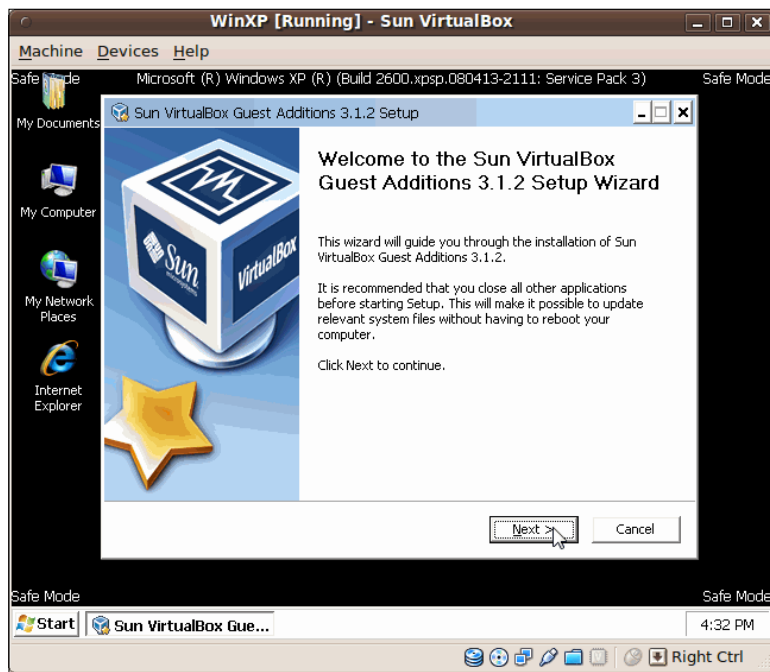 WinXP [Running] - Sun VirtualBox
Machine Devices Help
Safe Mode Microsoft (R) Windows XP (R) (Build 2600.xpsp.080413-2111: Service Pack 3) Safe Mode
My Documents
My Computer
My Network
Places
Internet
Explorer
Sun VirtualBox Guest Additions 3.1.2 Setup
Sun
microsystems
VirtualBox
Welcome to the Sun VirtualBox
Guest Additions 3.1.2 Setup Wizard
This wizard will guide you through the installation of Sun
VirtualBox Guest Additions 3.1.2.
It is recommended that you close all other applications
before starting Setup. This will make it possible to update
relevant system files without having to reboot your
computer.
Click Next to continue.
Next > Cancel
Safe Mode Safe Mode
Start Sun VirtualBox Gue... 4:32 PM
Right Ctrl